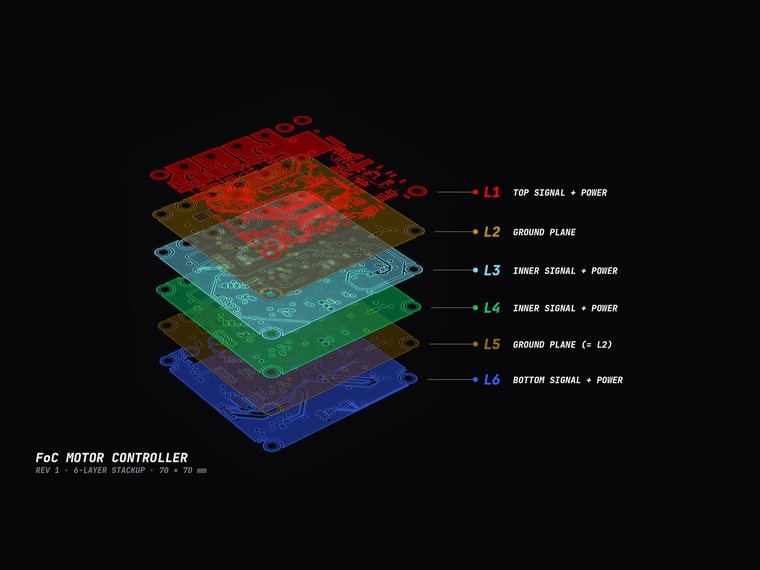 L1 TOP SIGNAL + POWER
L2 GROUND PLANE
L3 INNER SIGNAL + POWER
L4 INNER SIGNAL + POWER
L5 GROUND PLANE (= L2)
L6 BOTTOM SIGNAL + POWER
FoC MOTOR CONTROLLER
REV 1 · 6-LAYER STACKUP · 70 × 70 mm